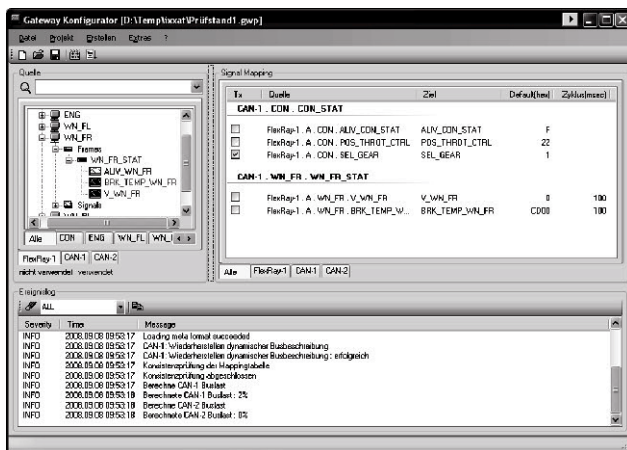 Gateway Konfigurator [D:\Temp\ixxat\Prüfstand1.gwp]
Datei Projekt Erstellen Extras ?
Quelle
ENG
WN_FL
WN_FR
Frames
WN_FR_STAT
ALIV_WN_FR
BRK_TEMP_WN_FR
V_WN_FR
Signals
Alle CON ENG WN_FL
FlexRay-1 CAN-1 CAN-2
nicht verwendet verwendet
Signal Mapping
Tx Quelle Ziel Default(hex) Zyklus(msec)
CAN-1 . CON . CON_STAT
FlexRay-1 . A . CON . ALIV_CON_STAT ALIV_CON_STAT F
FlexRay-1 . A . CON . POS_THROT_CTRL POS_THROT_CTRL 22
FlexRay-1 . A . CON . SEL_GEAR SEL_GEAR 1
CAN-1 . WN_FR . WN_FR_STAT
FlexRay-1 . A . WN_FR . V_WN_FR V_WN_FR 0 100
FlexRay-1 . A . WN_FR . BRK_TEMP_W... BRK_TEMP_WN_FR CD00 100
Alle FlexRay-1 CAN-1 CAN-2
Ereignislog
ALL
Severity Time Message
INFO 2008.09.08 09:53:17 Loading meta format succeeded
INFO 2008.09.08 09:53:17 CAN-1: Wiederherstellen dynamischer Busbeschreibung
INFO 2008.09.08 09:53:17 CAN-1: Wiederherstellen dynamischer Busbeschreibung : erfolgreich
INFO 2008.09.08 09:53:17 Konsistenzprüfung der Mappingtabelle
INFO 2008.09.08 09:53:17 Konsistenzprüfung abgeschlossen
INFO 2008.09.08 09:53:17 Berechne CAN-1 Buslast
INFO 2008.09.08 09:53:18 Berechnete CAN-1 Buslast : 2%
INFO 2008.09.08 09:53:18 Berechne CAN-2 Buslast
INFO 2008.09.08 09:53:18 Berechnete CAN-2 Buslast : 0%